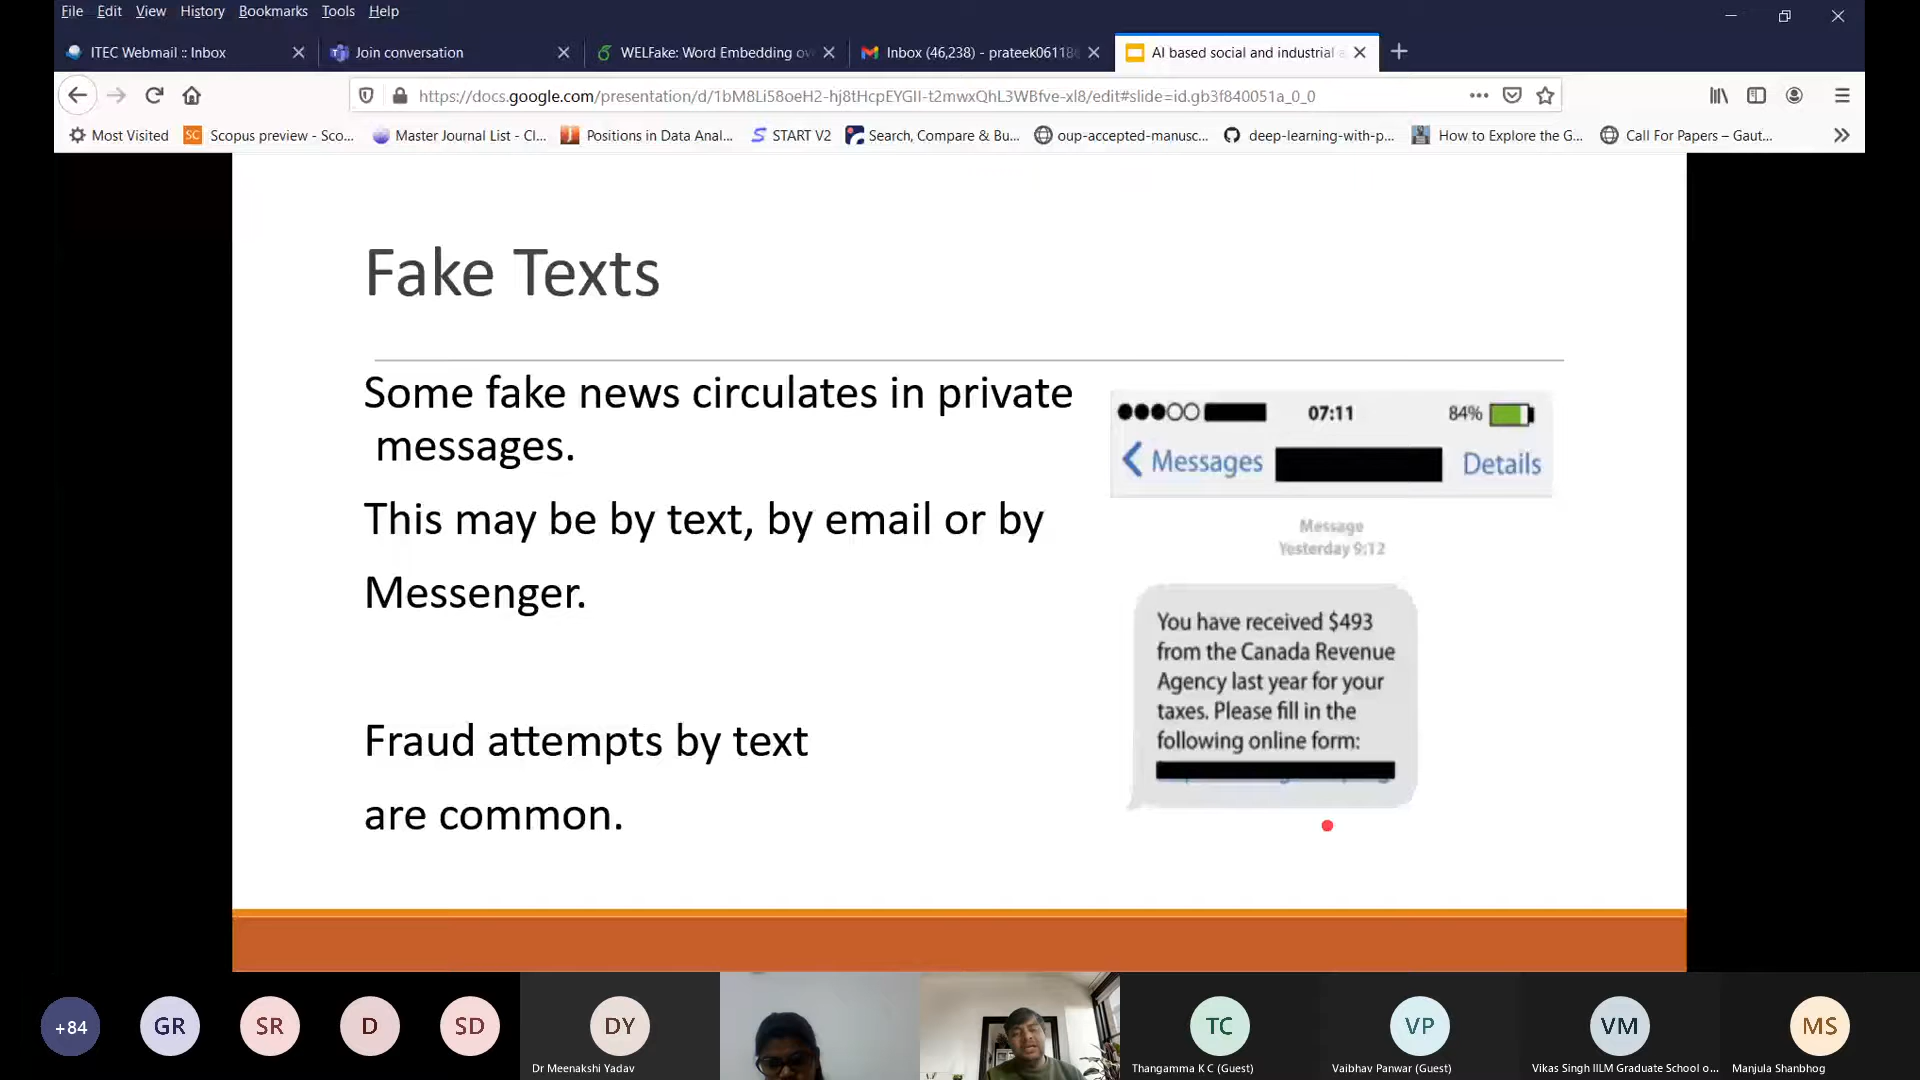 File Edit View History Bookmarks Tools Help
ITEC Webmail :: Inbox
Join conversation
WELFake: Word Embedding ov
Inbox (46,238) - prateek06118
AI based social and industrial a
https://docs.google.com/presentation/d/1bM8Li58oeH2-hj8tHcpEYGII-t2mwxQhL3WBfve-xl8/edit#slide=id.gb3f840051a_0_0
Most Visited
SC Scopus preview - Sco...
Master Journal List - Cl...
Positions in Data Anal...
START V2
Search, Compare & Bu...
oup-accepted-manusc...
deep-learning-with-p...
How to Explore the G...
Call For Papers – Gaut...
Fake Texts
Some fake news circulates in private
messages.
This may be by text, by email or by
Messenger.
Fraud attempts by text
are common.
07:11
84%
Messages
Details
Message
Yesterday 9:12
You have received $493
from the Canada Revenue
Agency last year for your
taxes. Please fill in the
following online form:
+84
GR
SR
D
SD
DY
Dr Meenakshi Yadav
TC
Thangamma K C (Guest)
VP
Vaibhav Panwar (Guest)
VM
Vikas Singh IILM Graduate School o...
MS
Manjula Shanbhog